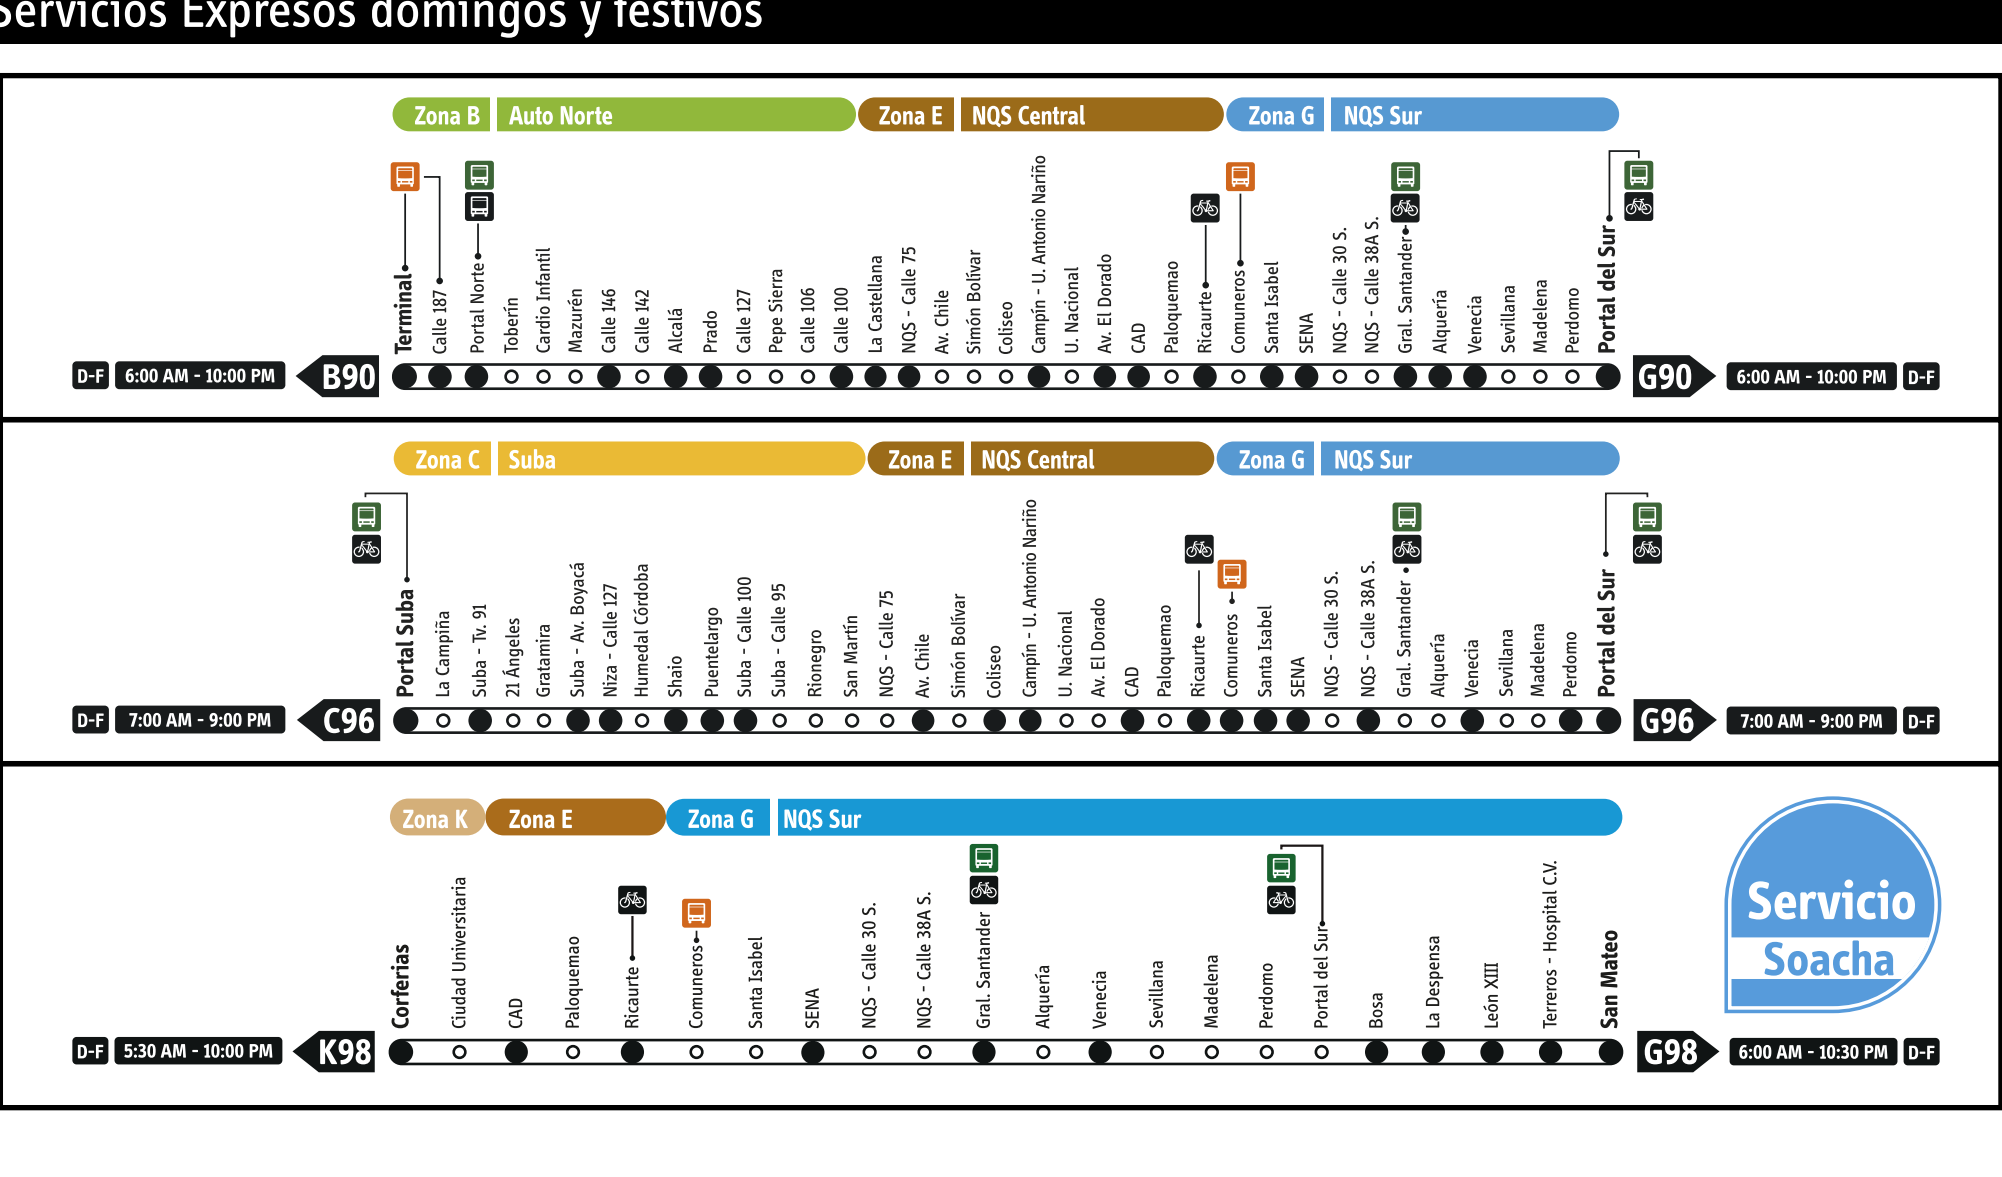 Servicios Expresos domingos y festivos
Zona B Auto Norte Zona E NQS Central Zona G NQS Sur
Terminal
Calle 187
Portal Norte
Toberín
Cardio Infantil
Mazurén
Calle 146
Calle 142
Alcalá
Prado
Calle 127
Pepe Sierra
Calle 106
Calle 100
La Castellana
NQS - Calle 75
Av. Chile
Simón Bolívar
Coliseo
Campín - U. Antonio Nariño
U. Nacional
Av. El Dorado
CAD
Paloquemao
Ricaurte
Comuneros
Santa Isabel
SENA
NQS - Calle 30 S.
NQS - Calle 38A S.
Gral. Santander
Alquería
Venecia
Sevillana
Madelena
Perdomo
Portal del Sur
D-F 6:00 AM - 10:00 PM B90 G90 6:00 AM - 10:00 PM D-F
Zona C Suba Zona E NQS Central Zona G NQS Sur
Portal Suba
La Campiña
Suba - Tv. 91
21 Ángeles
Gratamira
Suba - Av. Boyacá
Niza - Calle 127
Humedal Córdoba
Shaio
Puentelargo
Suba - Calle 100
Suba - Calle 95
Rionegro
San Martín
NQS - Calle 75
Av. Chile
Simón Bolívar
Coliseo
Campín - U. Antonio Nariño
U. Nacional
Av. El Dorado
CAD
Paloquemao
Ricaurte
Comuneros
Santa Isabel
SENA
NQS - Calle 30 S.
NQS - Calle 38A S.
Gral. Santander
Alquería
Venecia
Sevillana
Madelena
Perdomo
Portal del Sur
D-F 7:00 AM - 9:00 PM C96 G96 7:00 AM - 9:00 PM D-F
Zona K Zona E Zona G NQS Sur
Corferias
Ciudad Universitaria
CAD
Paloquemao
Ricaurte
Comuneros
Santa Isabel
SENA
NQS - Calle 30 S.
NQS - Calle 38A S.
Gral. Santander
Alquería
Venecia
Sevillana
Madelena
Perdomo
Portal del Sur
Bosa
La Despensa
León XIII
Terreros - Hospital C.V.
San Mateo
Servicio
Soacha
D-F 5:30 AM - 10:00 PM K98 G98 6:00 AM - 10:30 PM D-F